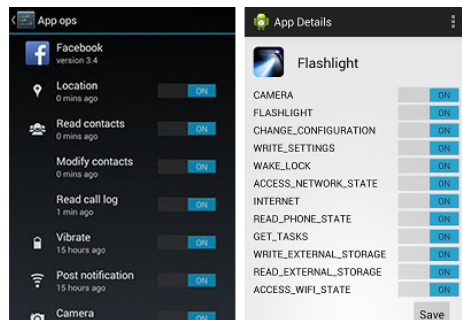 App ops
Facebook
version 3.4
Location
0 mins ago
ON
Read contacts
0 mins ago
ON
Modify contacts
0 mins ago
ON
Read call log
1 min ago
ON
Vibrate
15 hours ago
ON
Post notification
15 hours ago
ON
Camera
ON
App Details
Flashlight
CAMERA ON
FLASHLIGHT ON
CHANGE_CONFIGURATION ON
WRITE_SETTINGS ON
WAKE_LOCK ON
ACCESS_NETWORK_STATE ON
INTERNET ON
READ_PHONE_STATE ON
GET_TASKS ON
WRITE_EXTERNAL_STORAGE ON
READ_EXTERNAL_STORAGE ON
ACCESS_WIFI_STATE ON
Save